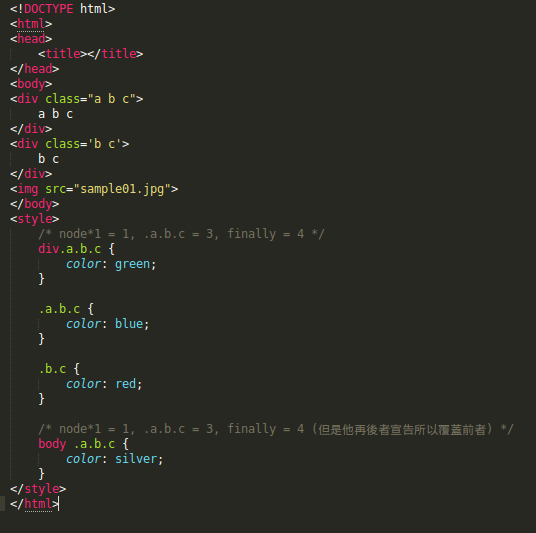 <!DOCTYPE html>
<html>
<head>
    <title></title>
</head>
<body>
<div class="a b c">
    a b c
</div>
<div class='b c'>
    b c
</div>
<img src="sample01.jpg">
</body>
<style>
    /* node*1 = 1, .a.b.c = 3, finally = 4 */
    div.a.b.c {
        color: green;
    }

    .a.b.c {
        color: blue;
    }

    .b.c {
        color: red;
    }

    /* node*1 = 1, .a.b.c = 3, finally = 4 (但是他再後者宣告所以覆蓋前者) */
    body .a.b.c {
        color: silver;
    }
</style>
</html>